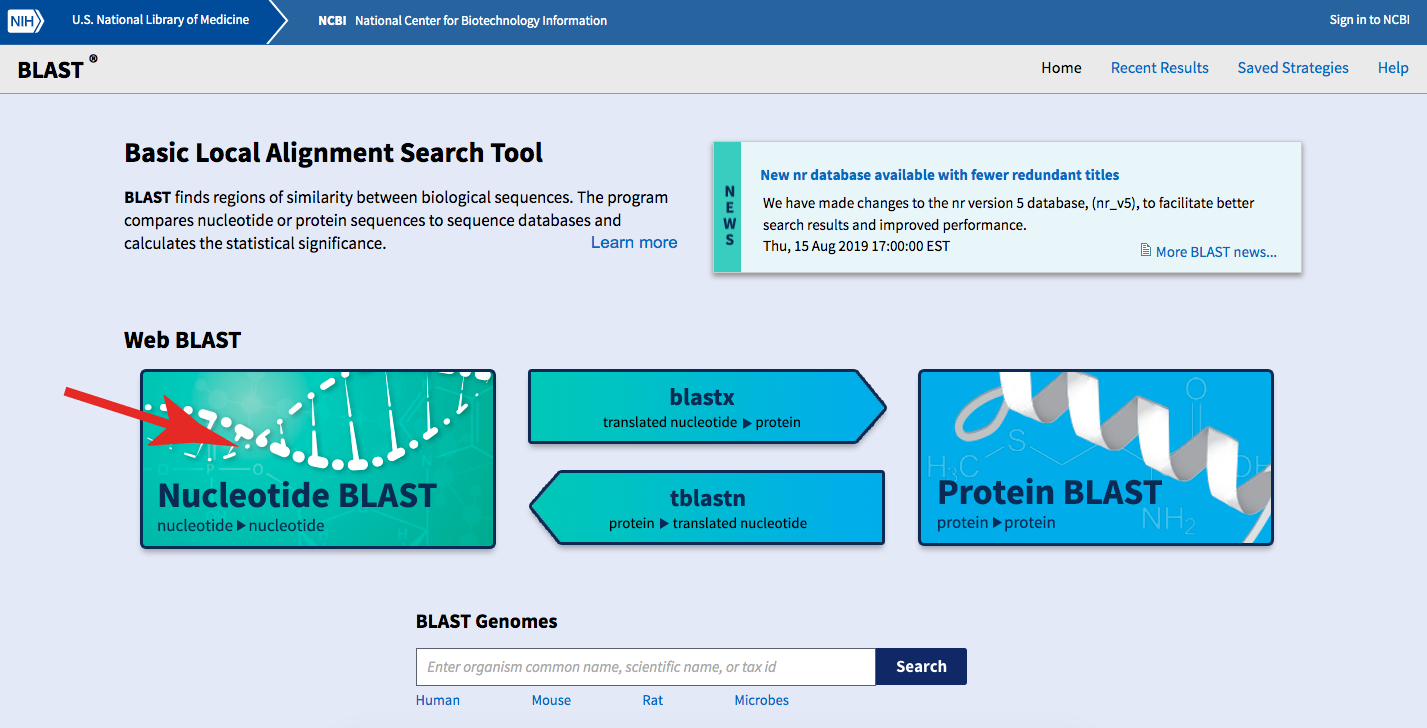 NIH U.S. National Library of Medicine NCBI National Center for Biotechnology Information Sign in to NCBI
BLAST ® Home Recent Results Saved Strategies Help
Basic Local Alignment Search Tool
BLAST finds regions of similarity between biological sequences. The program
compares nucleotide or protein sequences to sequence databases and
calculates the statistical significance. Learn more
NEWS
New nr database available with fewer redundant titles
We have made changes to the nr version 5 database, (nr_v5), to facilitate better
search results and improved performance.
Thu, 15 Aug 2019 17:00:00 EST
More BLAST news...
Web BLAST
O P O
Nucleotide BLAST
nucleotide ▶ nucleotide
blastx
translated nucleotide ▶ protein
tblastn
protein ▶ translated nucleotide
O
S
H₃C OH
Protein BLAST
protein ▶ protein
NH₂
BLAST Genomes
Enter organism common name, scientific name, or tax id Search
Human Mouse Rat Microbes